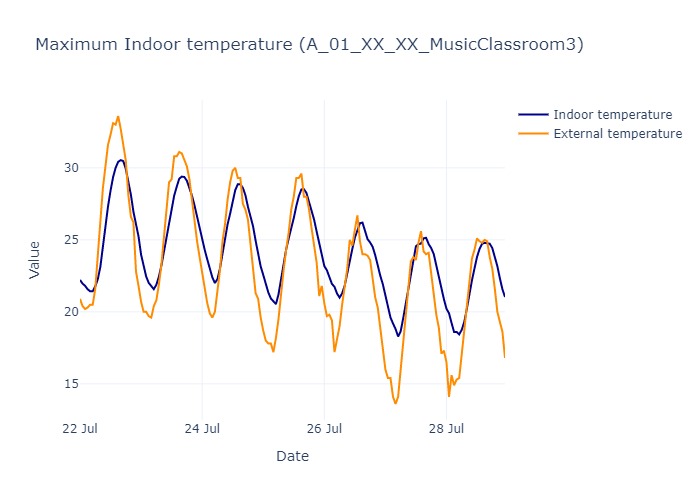 Maximum Indoor temperature (A_01_XX_XX_MusicClassroom3)
Indoor temperature
External temperature
30
25
20
15
Value
22 Jul
24 Jul
26 Jul
28 Jul
Date